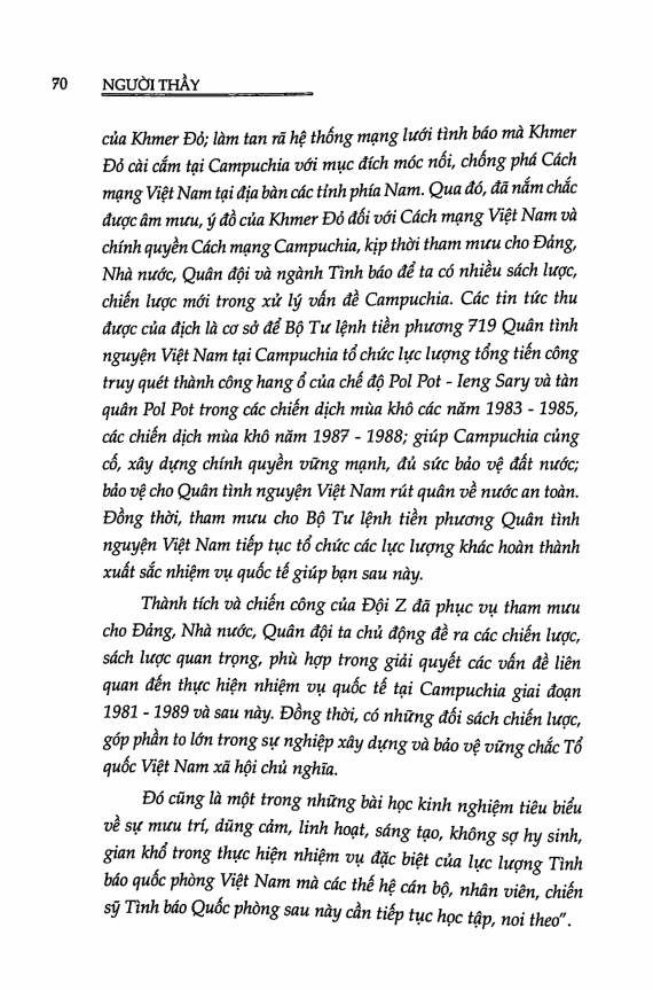 70 NGƯỜI THẦY
của Khmer Đỏ; làm tan rã hệ thống mạng lưới tình báo mà Khmer
Đỏ cài cắm tại Campuchia với mục đích móc nối, chống phá Cách
mạng Việt Nam tại địa bàn các tỉnh phía Nam. Qua đó, đã nắm chắc
được âm mưu, ý đồ của Khmer Đỏ đối với Cách mạng Việt Nam và
chính quyền Cách mạng Campuchia, kịp thời tham mưu cho Đảng,
Nhà nước, Quân đội và ngành Tình báo để ta có nhiều sách lược,
chiến lược mới trong xử lý vấn đề Campuchia. Các tin tức thu
được của địch là cơ sở để Bộ Tư lệnh tiền phương 719 Quân tình
nguyện Việt Nam tại Campuchia tổ chức lực lượng tổng tiến công
truy quét thành công hang ổ của chế độ Pol Pot - Ieng Sary và tàn
quân Pol Pot trong các chiến dịch mùa khô các năm 1983 - 1985,
các chiến dịch mùa khô năm 1987 - 1988; giúp Campuchia củng
cố, xây dựng chính quyền vững mạnh, đủ sức bảo vệ đất nước;
bảo vệ cho Quân tình nguyện Việt Nam rút quân về nước an toàn.
Đồng thời, tham mưu cho Bộ Tư lệnh tiền phương Quân tình
nguyện Việt Nam tiếp tục tổ chức các lực lượng khác hoàn thành
xuất sắc nhiệm vụ quốc tế giúp bạn sau này.
Thành tích và chiến công của Đội Z đã phục vụ tham mưu
cho Đảng, Nhà nước, Quân đội ta chủ động đề ra các chiến lược,
sách lược quan trọng, phù hợp trong giải quyết các vấn đề liên
quan đến thực hiện nhiệm vụ quốc tế tại Campuchia giai đoạn
1981 - 1989 và sau này. Đồng thời, có những đối sách chiến lược,
góp phần to lớn trong sự nghiệp xây dựng và bảo vệ vững chắc Tổ
quốc Việt Nam xã hội chủ nghĩa.
Đó cũng là một trong những bài học kinh nghiệm tiêu biểu
về sự mưu trí, dũng cảm, linh hoạt, sáng tạo, không sợ hy sinh,
gian khổ trong thực hiện nhiệm vụ đặc biệt của lực lượng Tình
báo quốc phòng Việt Nam mà các thế hệ cán bộ, nhân viên, chiến
sỹ Tình báo Quốc phòng sau này cần tiếp tục học tập, noi theo".